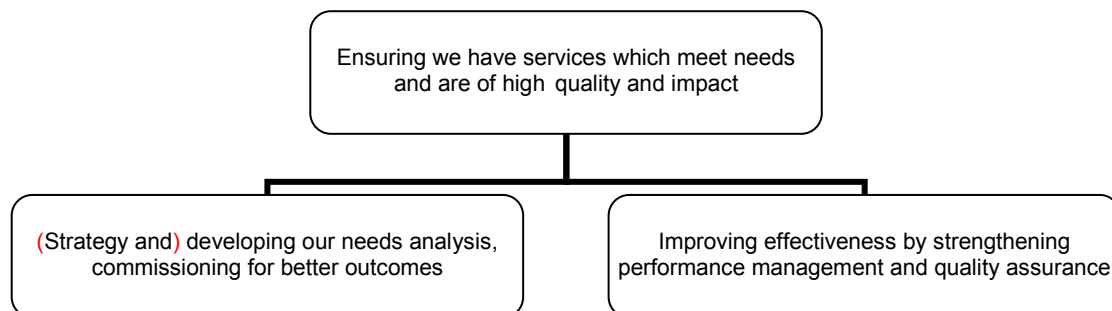 Ensuring we have services which meet needs
and are of high quality and impact
(Strategy and) developing our needs analysis,
commissioning for better outcomes
Improving effectiveness by strengthening
performance management and quality assurance